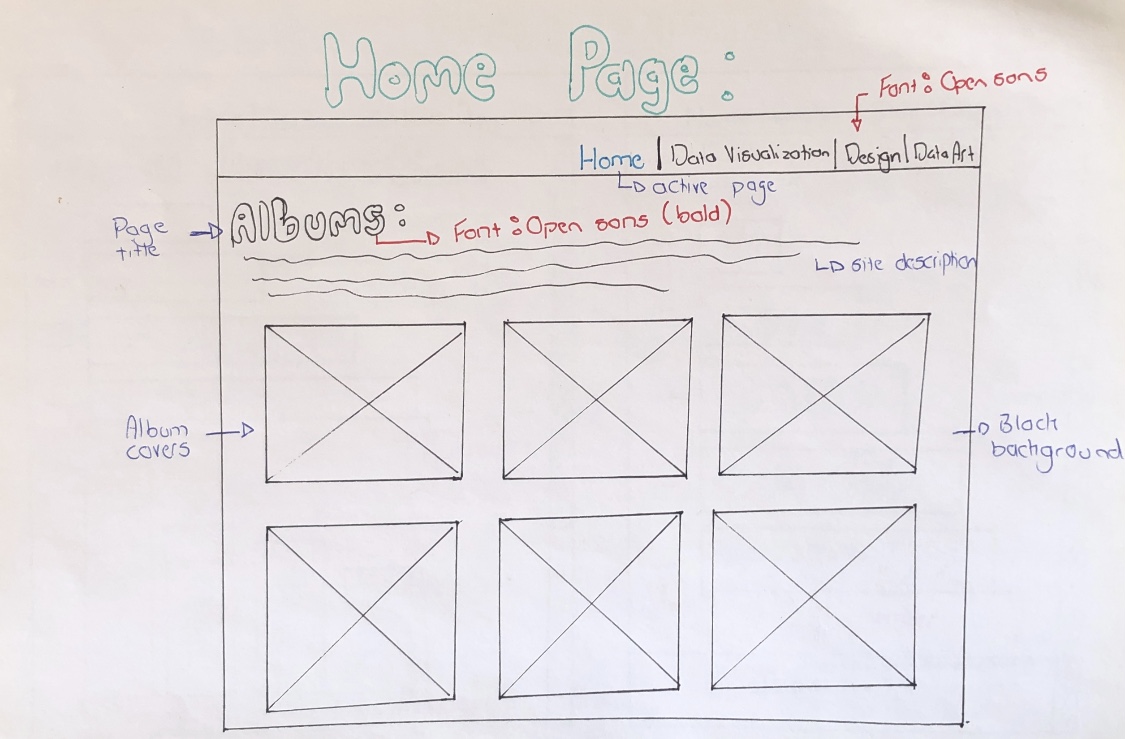 Home Page:
Font: Open sons
Home | Data Visualization | Design | Data Art
active page
Page
title
Albums:
Font: Open sons (bold)
site description
Album
covers
Black
background